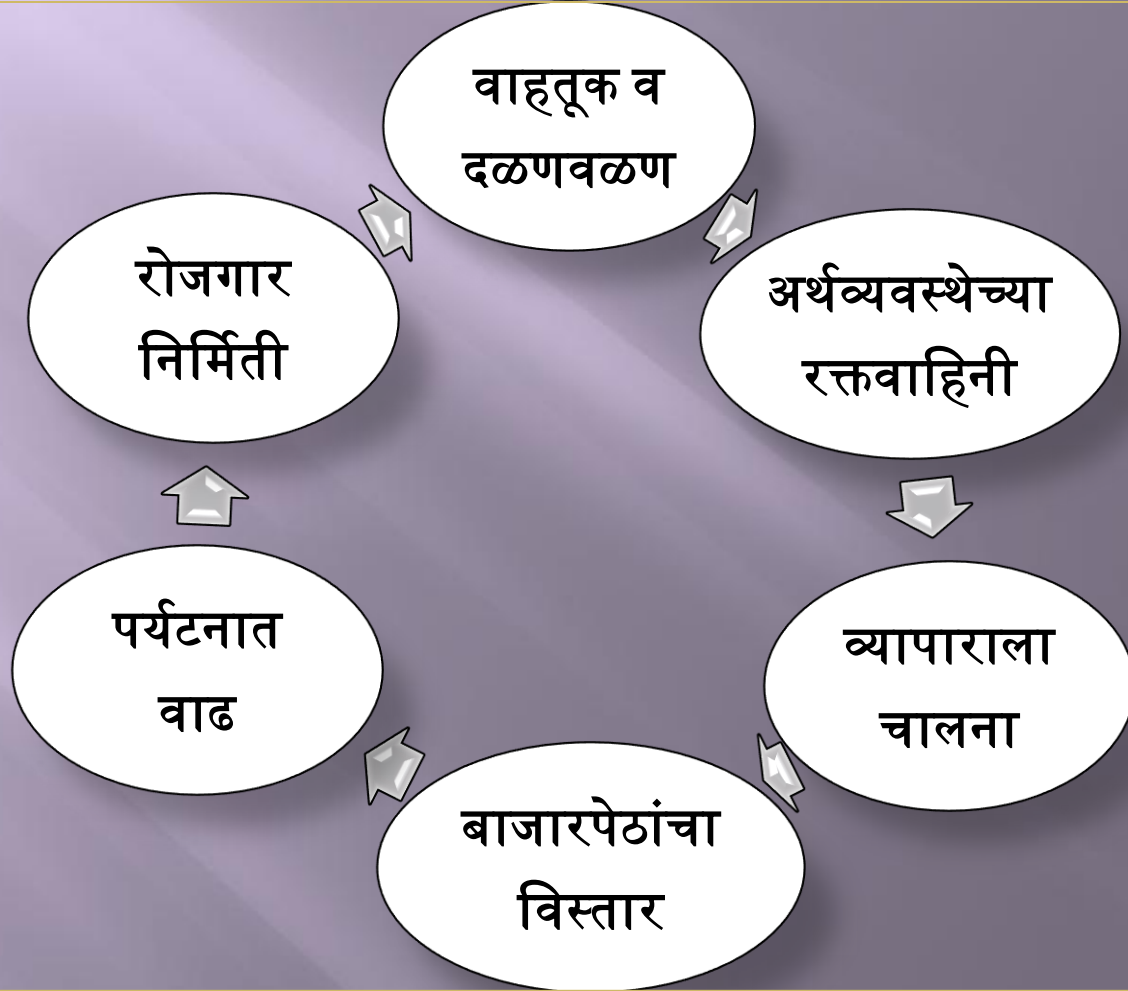 वाहतूक व
दळणवळण
अर्थव्यवस्थेच्या
रक्तवाहिनी
व्यापाराला
चालना
बाजारपेठांचा
विस्तार
पर्यटनात
वाढ
रोजगार
निर्मिती